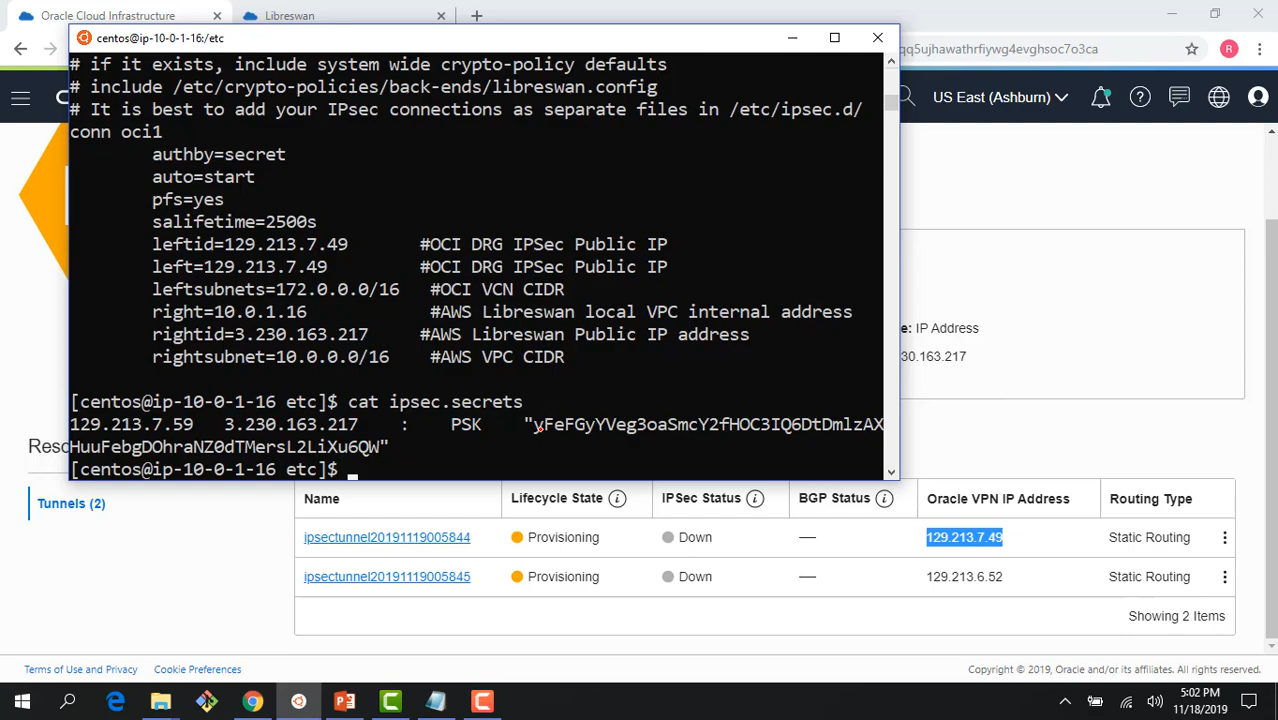 Oracle Cloud Infrastructure
Libreswan
centos@ip-10-0-1-16:/etc
qq5ujhawathrfiywg4evghsoc7o3ca
R
US East (Ashburn)
# if it exists, include system wide crypto-policy defaults
# include /etc/crypto-policies/back-ends/libreswan.config
# It is best to add your IPsec connections as separate files in /etc/ipsec.d/
conn oci1
authby=secret
auto=start
pfs=yes
salifetime=2500s
leftid=129.213.7.49 #OCI DRG IPSec Public IP
left=129.213.7.49 #OCI DRG IPSec Public IP
leftsubnets=172.0.0.0/16 #OCI VCN CIDR
right=10.0.1.16 #AWS Libreswan local VPC internal address
rightid=3.230.163.217 #AWS Libreswan Public IP address
rightsubnet=10.0.0.0/16 #AWS VPC CIDR
[centos@ip-10-0-1-16 etc]$ cat ipsec.secrets
129.213.7.59 3.230.163.217 : PSK "yFeFGyYVeg3oaSmcY2fHOC3IQ6DtDmlzAX
HuuFebgDOhraNZ0dTMersL2LiXu6QW"
[centos@ip-10-0-1-16 etc]$
e: IP Address
30.163.217
Reso
Tunnels (2)
Name Lifecycle State IPSec Status BGP Status Oracle VPN IP Address Routing Type
ipsectunnel20191119005844 Provisioning Down — 129.213.7.49 Static Routing
ipsectunnel20191119005845 Provisioning Down — 129.213.6.52 Static Routing
Showing 2 Items
Terms of Use and Privacy Cookie Preferences
Copyright © 2019, Oracle and/or its affiliates. All rights reserved.
5:02 PM
11/18/2019